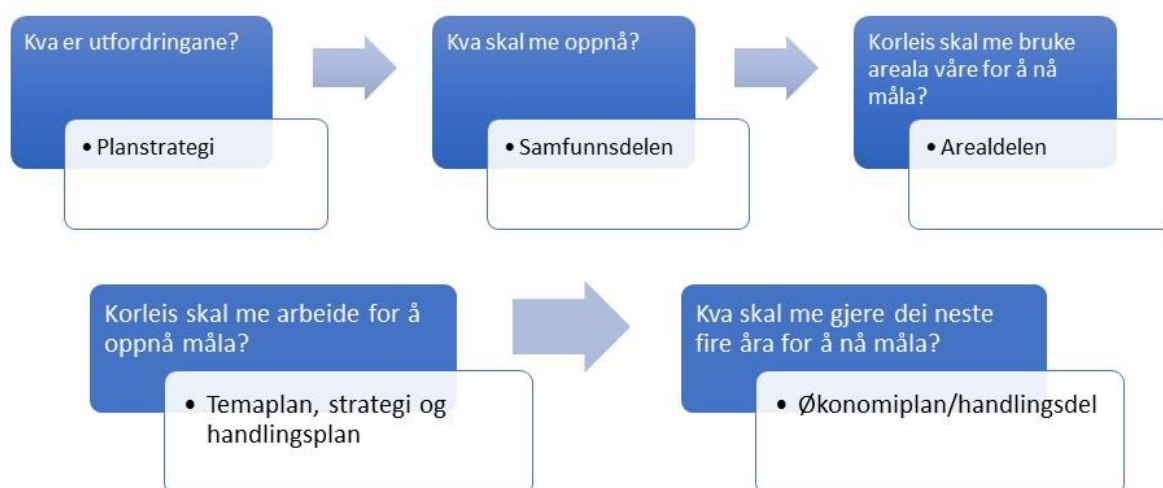 Kva er utfordringane?
• Planstrategi
Kva skal me oppnå?
• Samfunnsdelen
Korleis skal me bruke
areala våre for å nå
måla?
• Arealdelen
Korleis skal me arbeide for å
oppnå måla?
• Temaplan, strategi og
handlingsplan
Kva skal me gjere dei neste
fire åra for å nå måla?
• Økonomiplan/handlingsdel